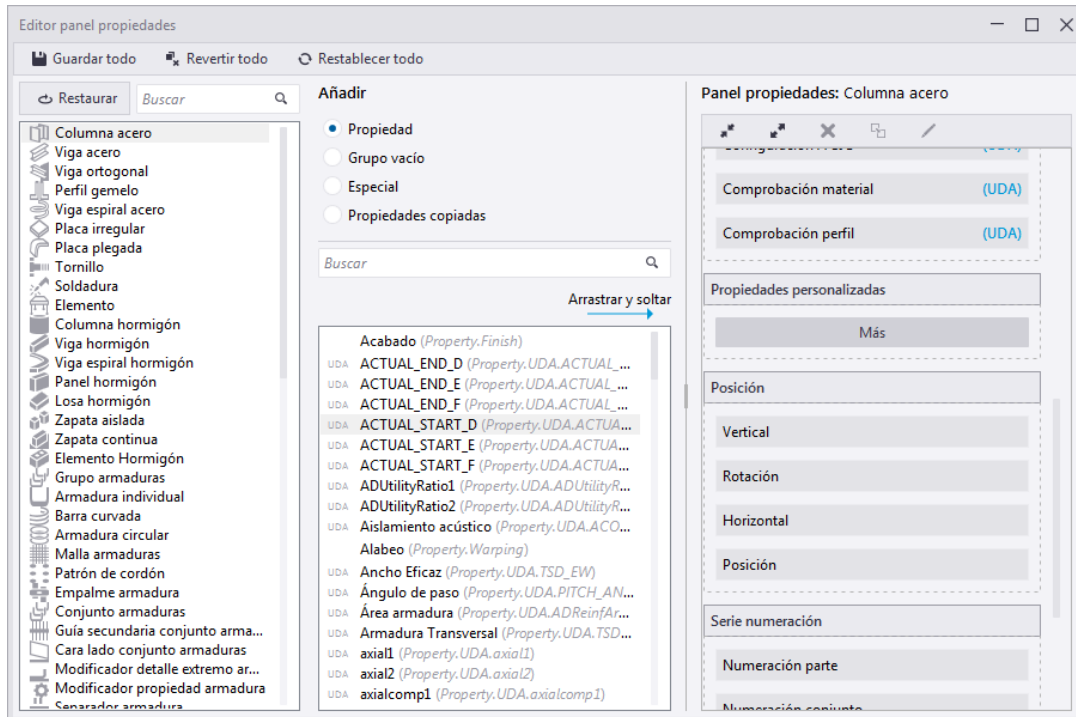 Editor panel propiedades
Guardar todo
Revertir todo
Restablecer todo
Restaurar
Buscar
Columna acero
Viga acero
Viga ortogonal
Perfil gemelo
Viga espiral acero
Placa irregular
Placa plegada
Tornillo
Soldadura
Elemento
Columna hormigón
Viga hormigón
Viga espiral hormigón
Panel hormigón
Losa hormigón
Zapata aislada
Zapata continua
Elemento Hormigón
Grupo armaduras
Armadura individual
Barra curvada
Armadura circular
Malla armaduras
Patrón de cordón
Empalme armadura
Conjunto armaduras
Guía secundaria conjunto arma...
Cara lado conjunto armaduras
Modificador detalle extremo ar...
Modificador propiedad armadura
Separador armadura
Añadir
Propiedad
Grupo vacío
Especial
Propiedades copiadas
Buscar
Arrastrar y soltar
Acabado (Property.Finish)
UDA ACTUAL_END_D (Property.UDA.ACTUAL_...
UDA ACTUAL_END_E (Property.UDA.ACTUAL_...
UDA ACTUAL_END_F (Property.UDA.ACTUAL_...
UDA ACTUAL_START_D (Property.UDA.ACTUA...
UDA ACTUAL_START_E (Property.UDA.ACTUA...
UDA ACTUAL_START_F (Property.UDA.ACTUA...
UDA ADUtilityRatio1 (Property.UDA.ADUtilityR...
UDA ADUtilityRatio2 (Property.UDA.ADUtilityR...
UDA Aislamiento acústico (Property.UDA.ACO...
Alabeo (Property.Warping)
UDA Ancho Eficaz (Property.UDA.TSD_EW)
UDA Ángulo de paso (Property.UDA.PITCH_AN...
UDA Área armadura (Property.UDA.ADReinfAr...
UDA Armadura Transversal (Property.UDA.TSD...
UDA axial1 (Property.UDA.axial1)
UDA axial2 (Property.UDA.axial2)
UDA axialcomp1 (Property.UDA.axialcomp1)
Panel propiedades: Columna acero
(UDA)
Comprobación material (UDA)
Comprobación perfil (UDA)
Propiedades personalizadas
Más
Posición
Vertical
Rotación
Horizontal
Posición
Serie numeración
Numeración parte
Numeración conjunto